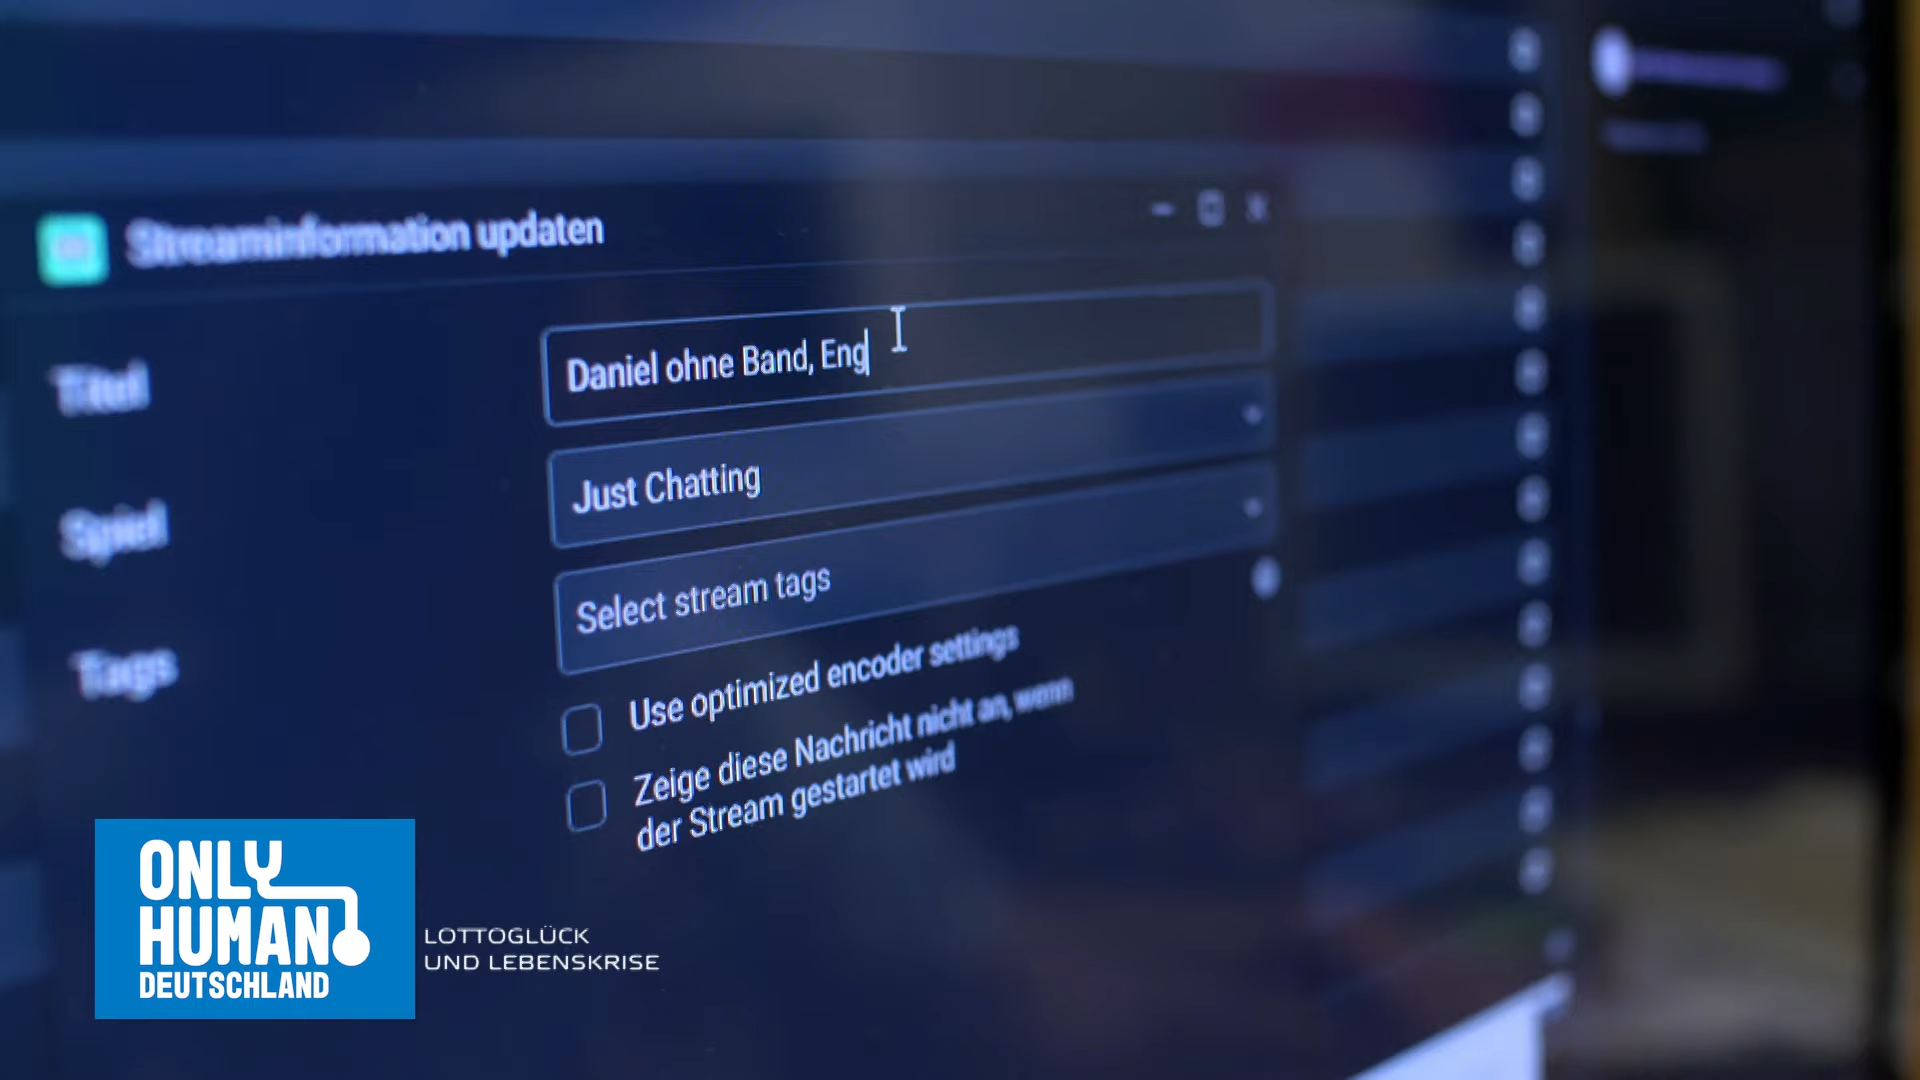 Streaminformation updaten
Titel
Daniel ohne Band, Eng
Spiel
Just Chatting
Tags
Select stream tags
Use optimized encoder settings
Zeige diese Nachricht nicht an, wenn
der Stream gestartet wird
ONLY
HUMAN
DEUTSCHLAND
LOTTOGLÜCK
UND LEBENSKRISE